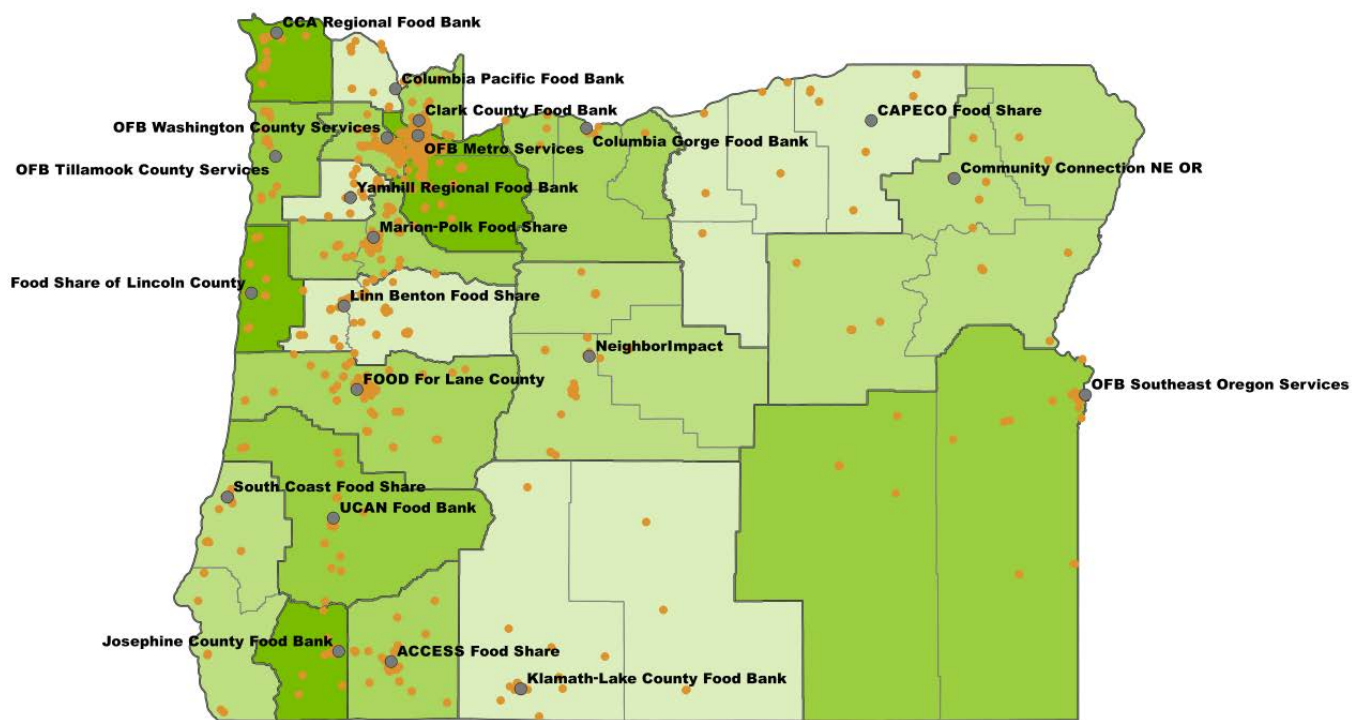 CCA Regional Food Bank
Columbia Pacific Food Bank
Clark County Food Bank
CAPECO Food Share
OFB Washington County Services
Columbia Gorge Food Bank
OFB Metro Services
OFB Tillamook County Services
Community Connection NE OR
Yamhill Regional Food Bank
Marion-Polk Food Share
Food Share of Lincoln County
Linn Benton Food Share
NeighborImpact
FOOD For Lane County
OFB Southeast Oregon Services
South Coast Food Share
UCAN Food Bank
Josephine County Food Bank
ACCESS Food Share
Klamath-Lake County Food Bank